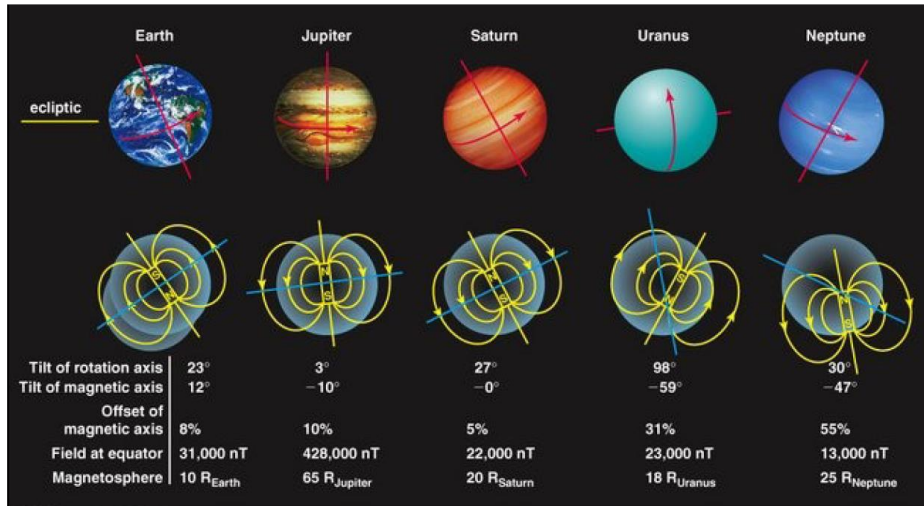 Earth Jupiter Saturn Uranus Neptune
ecliptic
S N N S N S S N N S
Tilt of rotation axis 23° 3° 27° 98° 30°
Tilt of magnetic axis 12° −10° −0° −59° −47°
Offset of
magnetic axis 8% 10% 5% 31% 55%
Field at equator 31,000 nT 428,000 nT 22,000 nT 23,000 nT 13,000 nT
Magnetosphere 10 REarth 65 RJupiter 20 RSaturn 18 RUranus 25 RNeptune